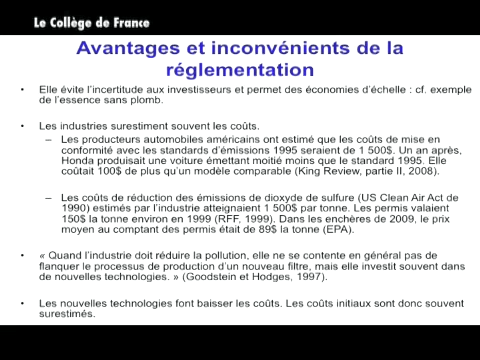 Le Collège de France
Avantages et inconvénients de la
réglementation
• Elle évite l'incertitude aux investisseurs et permet des économies d'échelle : cf. exemple
de l'essence sans plomb.
• Les industries surestiment souvent les coûts.
– Les producteurs automobiles américains ont estimé que les coûts de mise en
conformité avec les standards d'émissions 1995 seraient de 1 500$. Un an après,
Honda produisait une voiture émettant moitié moins que le standard 1995. Elle
coûtait 100$ de plus qu'un modèle comparable (King Review, partie II, 2008).
– Les coûts de réduction des émissions de dioxyde de sulfure (US Clean Air Act de
1990) estimés par l'industrie atteignaient 1 500$ par tonne. Les permis valaient
150$ la tonne environ en 1999 (RFF, 1999). Dans les enchères de 2009, le prix
moyen au comptant des permis était de 89$ la tonne (EPA).
• « Quand l'industrie doit réduire la pollution, elle ne se contente en général pas de
flanquer le processus de production d'un nouveau filtre, mais elle investit souvent dans
de nouvelles technologies. » (Goodstein et Hodges, 1997).
• Les nouvelles technologies font baisser les coûts. Les coûts initiaux sont donc souvent
surestimés.